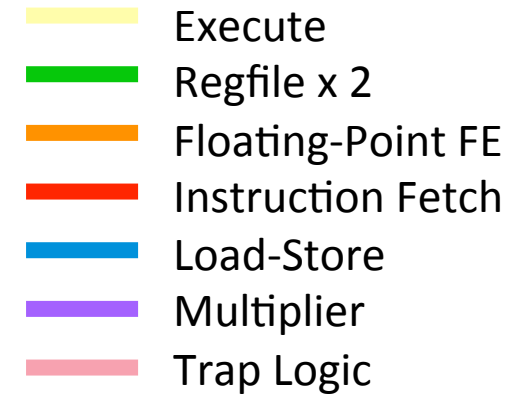 Execute
Regfile x 2
Floating-Point FE
Instruction Fetch
Load-Store
Multiplier
Trap Logic